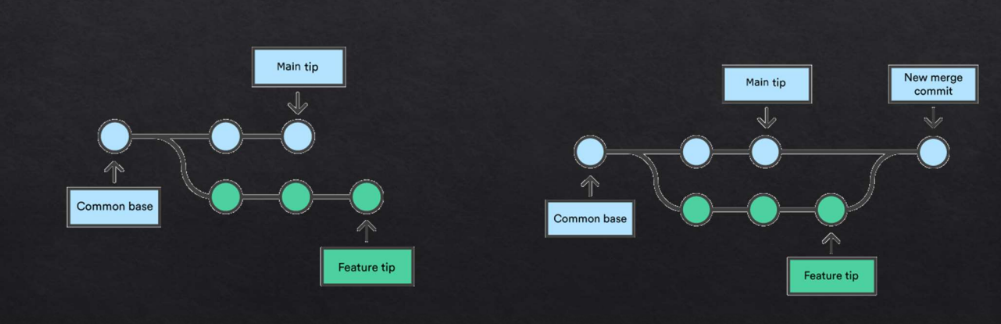 Main tip
Common base
Feature tip
Main tip
New merge
commit
Common base
Feature tip